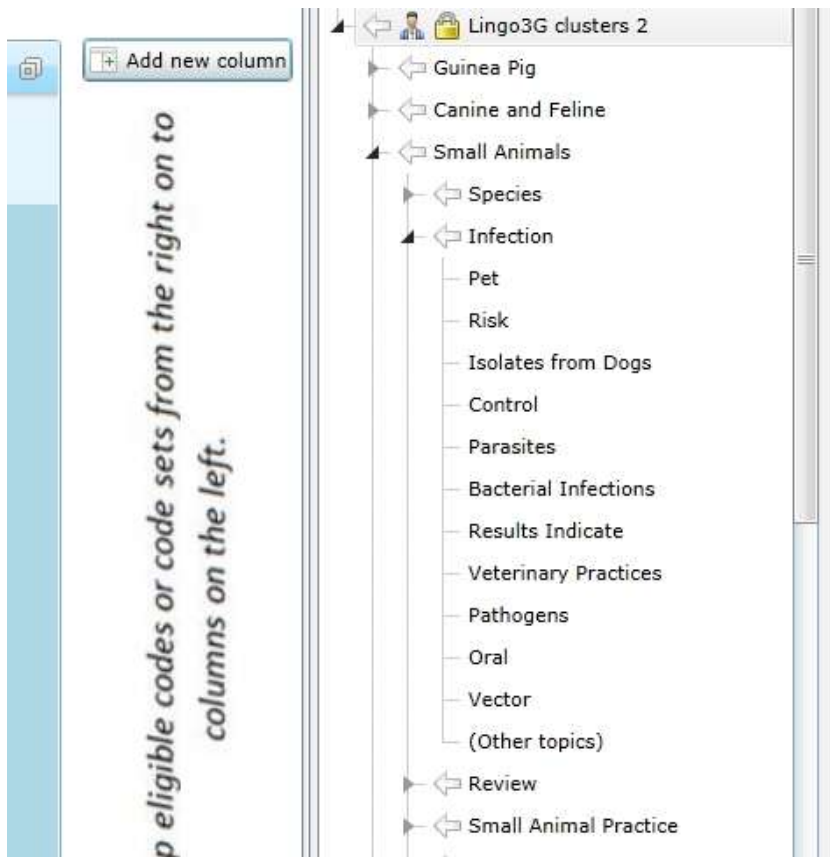 Add new column
p eligible codes or code sets from the right on to
columns on the left.
Lingo3G clusters 2
Guinea Pig
Canine and Feline
Small Animals
Species
Infection
Pet
Risk
Isolates from Dogs
Control
Parasites
Bacterial Infections
Results Indicate
Veterinary Practices
Pathogens
Oral
Vector
(Other topics)
Review
Small Animal Practice